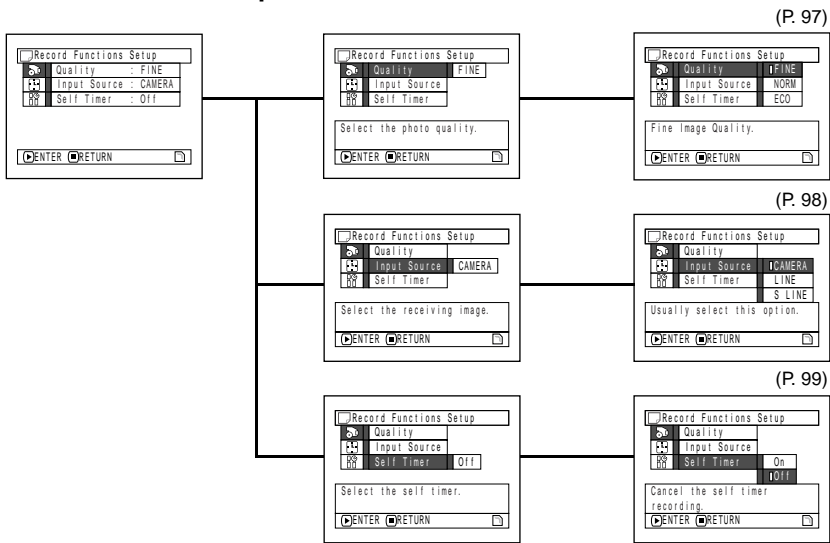 (P. 97)
Record Functions Setup
Quality : FINE
Input Source : CAMERA
Self Timer : Off
ENTER RETURN
Record Functions Setup
Quality FINE
Input Source
Self Timer
Select the photo quality.
ENTER RETURN
Record Functions Setup
Quality FINE
Input Source NORM
Self Timer ECO
Fine Image Quality.
ENTER RETURN
(P. 98)
Record Functions Setup
Quality
Input Source CAMERA
Self Timer
Select the receiving image.
ENTER RETURN
Record Functions Setup
Quality
Input Source CAMERA
Self Timer LINE
S LINE
Usually select this option.
ENTER RETURN
(P. 99)
Record Functions Setup
Quality
Input Source
Self Timer Off
Select the self timer.
ENTER RETURN
Record Functions Setup
Quality
Input Source
Self Timer On
Off
Cancel the self timer
recording.
ENTER RETURN